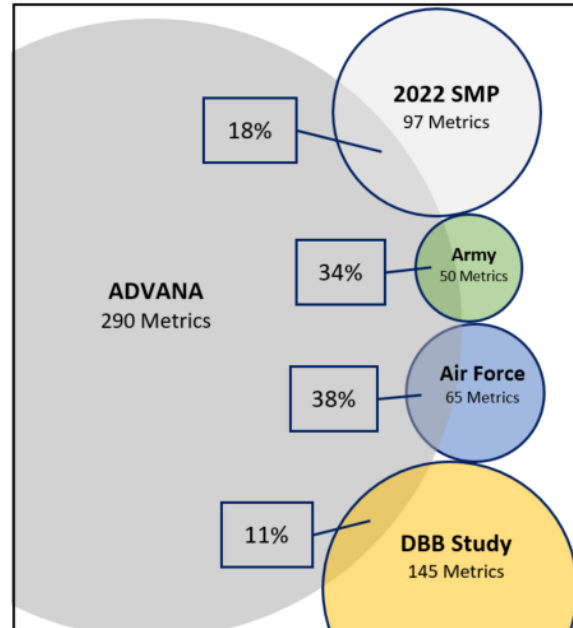 2022 SMP
97 Metrics
18%
Army
50 Metrics
34%
ADVANA
290 Metrics
Air Force
65 Metrics
38%
11%
DBB Study
145 Metrics